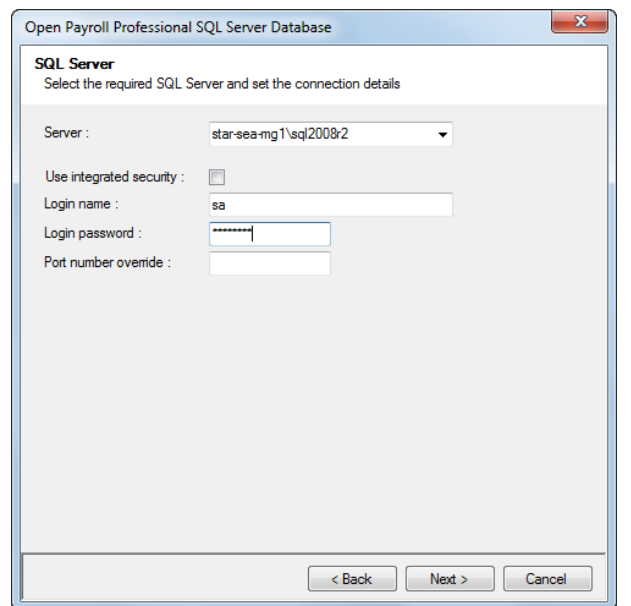 Open Payroll Professional SQL Server Database
SQL Server
Select the required SQL Server and set the connection details
Server : star-sea-mg1\sql2008r2
Use integrated security :
Login name : sa
Login password : ********
Port number override :
< Back Next > Cancel